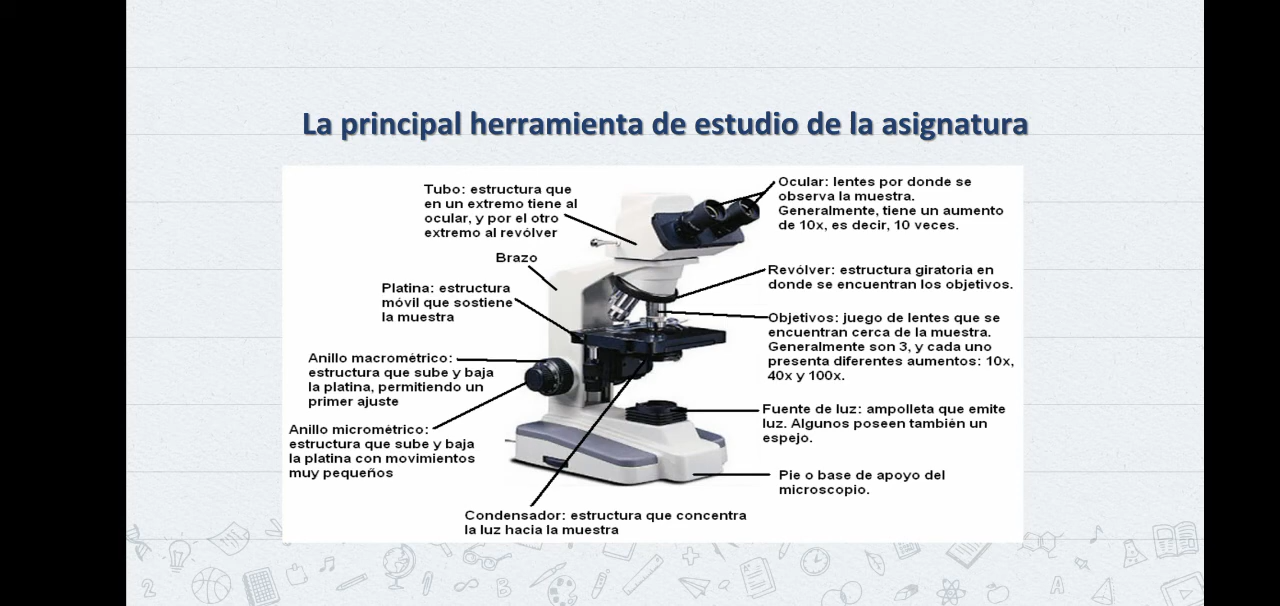 La principal herramienta de estudio de la asignatura
Tubo: estructura que
en un extremo tiene al
ocular, y por el otro
extremo al revólver
Brazo
Platina: estructura
móvil que sostiene
la muestra
Anillo macrométrico:
estructura que sube y baja
la platina, permitiendo un
primer ajuste
Anillo micrométrico:
estructura que sube y baja
la platina con movimientos
muy pequeños
Condensador: estructura que concentra
la luz hacia la muestra
Ocular: lentes por donde se
observa la muestra.
Generalmente, tiene un aumento
de 10x, es decir, 10 veces.
Revólver: estructura giratoria en
donde se encuentran los objetivos.
Objetivos: juego de lentes que se
encuentran cerca de la muestra.
Generalmente son 3, y cada uno
presenta diferentes aumentos: 10x,
40x y 100x.
Fuente de luz: ampolleta que emite
luz. Algunos poseen también un
espejo.
Pie o base de apoyo del
microscopio.